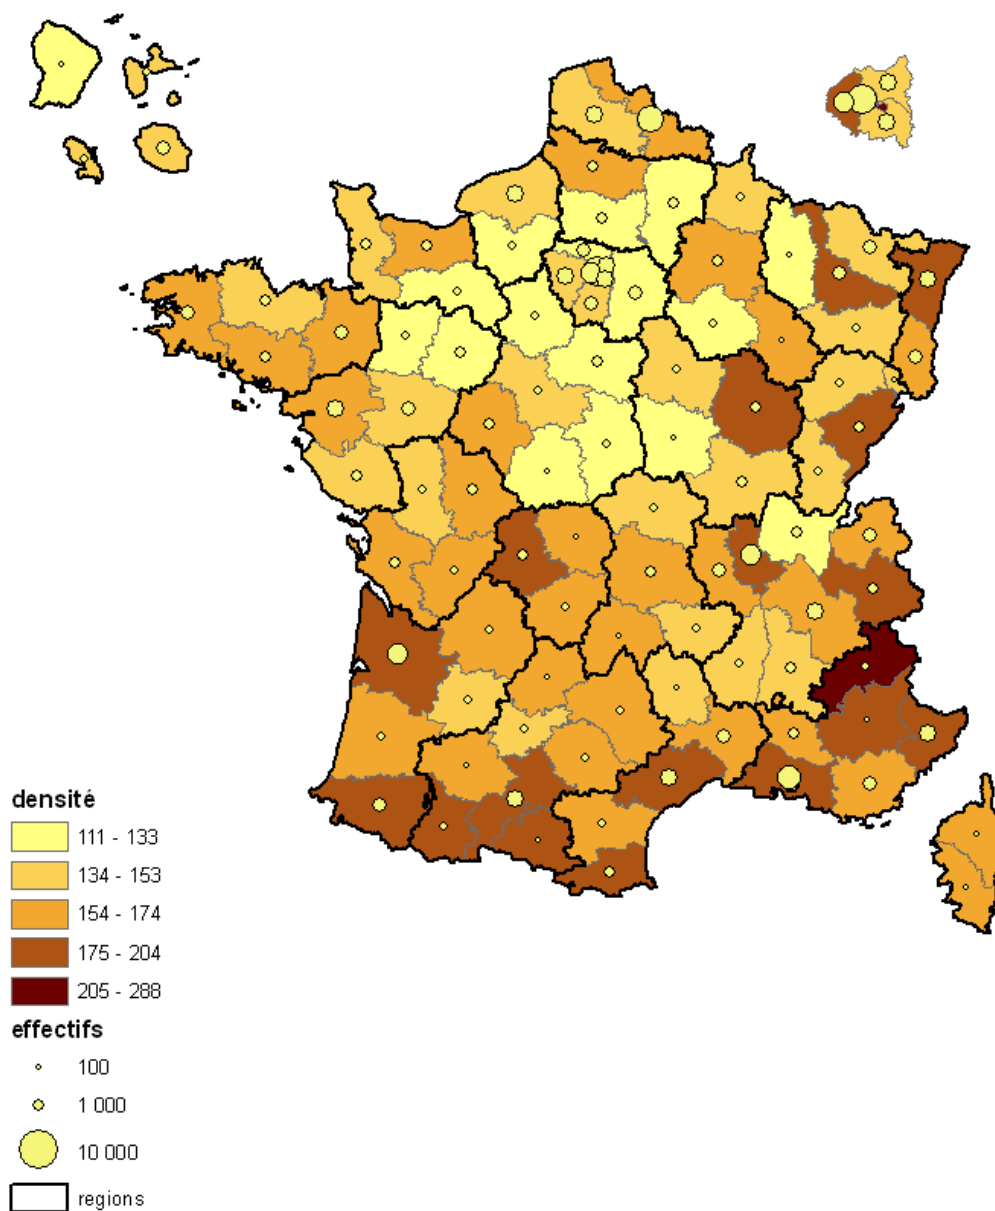 densité
111 - 133
134 - 153
154 - 174
175 - 204
205 - 288
effectifs
100
1 000
10 000
regions